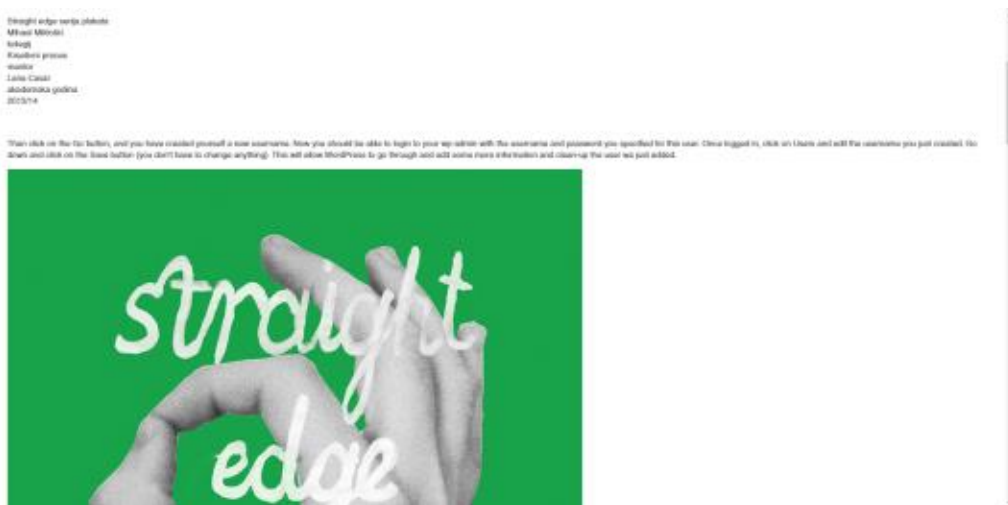 Straight edge serija plakata
Mihael
kolegij
Kreativni proces
mentor
akademska godina
2013/14
Then click on the Go button, and you have created yourself a new username. Now you should be able to login to your wp-admin with the username and password you specified for this user. Once logged in, click on Users and edit the username you just created. Go
down and click on the Save button (you don't have to change anything). This will allow WordPress to go through and add some more information and clean-up the user we just added.
straight
edge